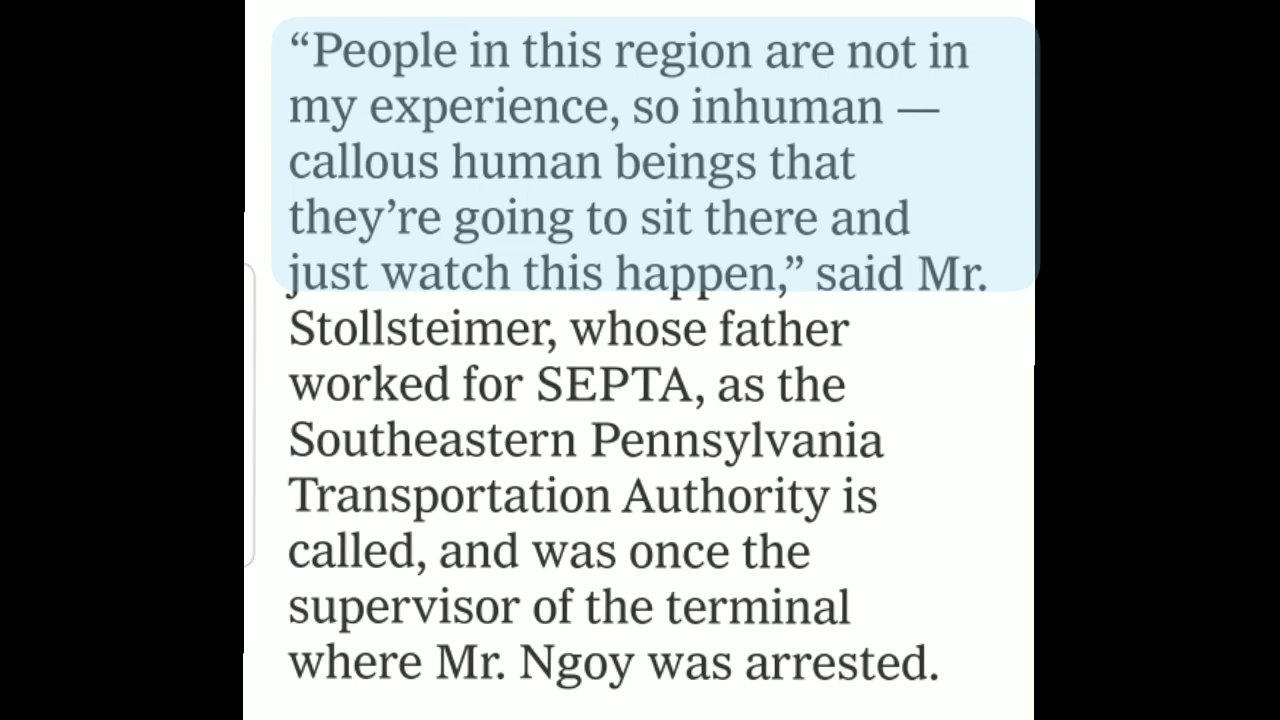 “People in this region are not in
my experience, so inhuman —
callous human beings that
they’re going to sit there and
just watch this happen,” said Mr.
Stollsteimer, whose father
worked for SEPTA, as the
Southeastern Pennsylvania
Transportation Authority is
called, and was once the
supervisor of the terminal
where Mr. Ngoy was arrested.